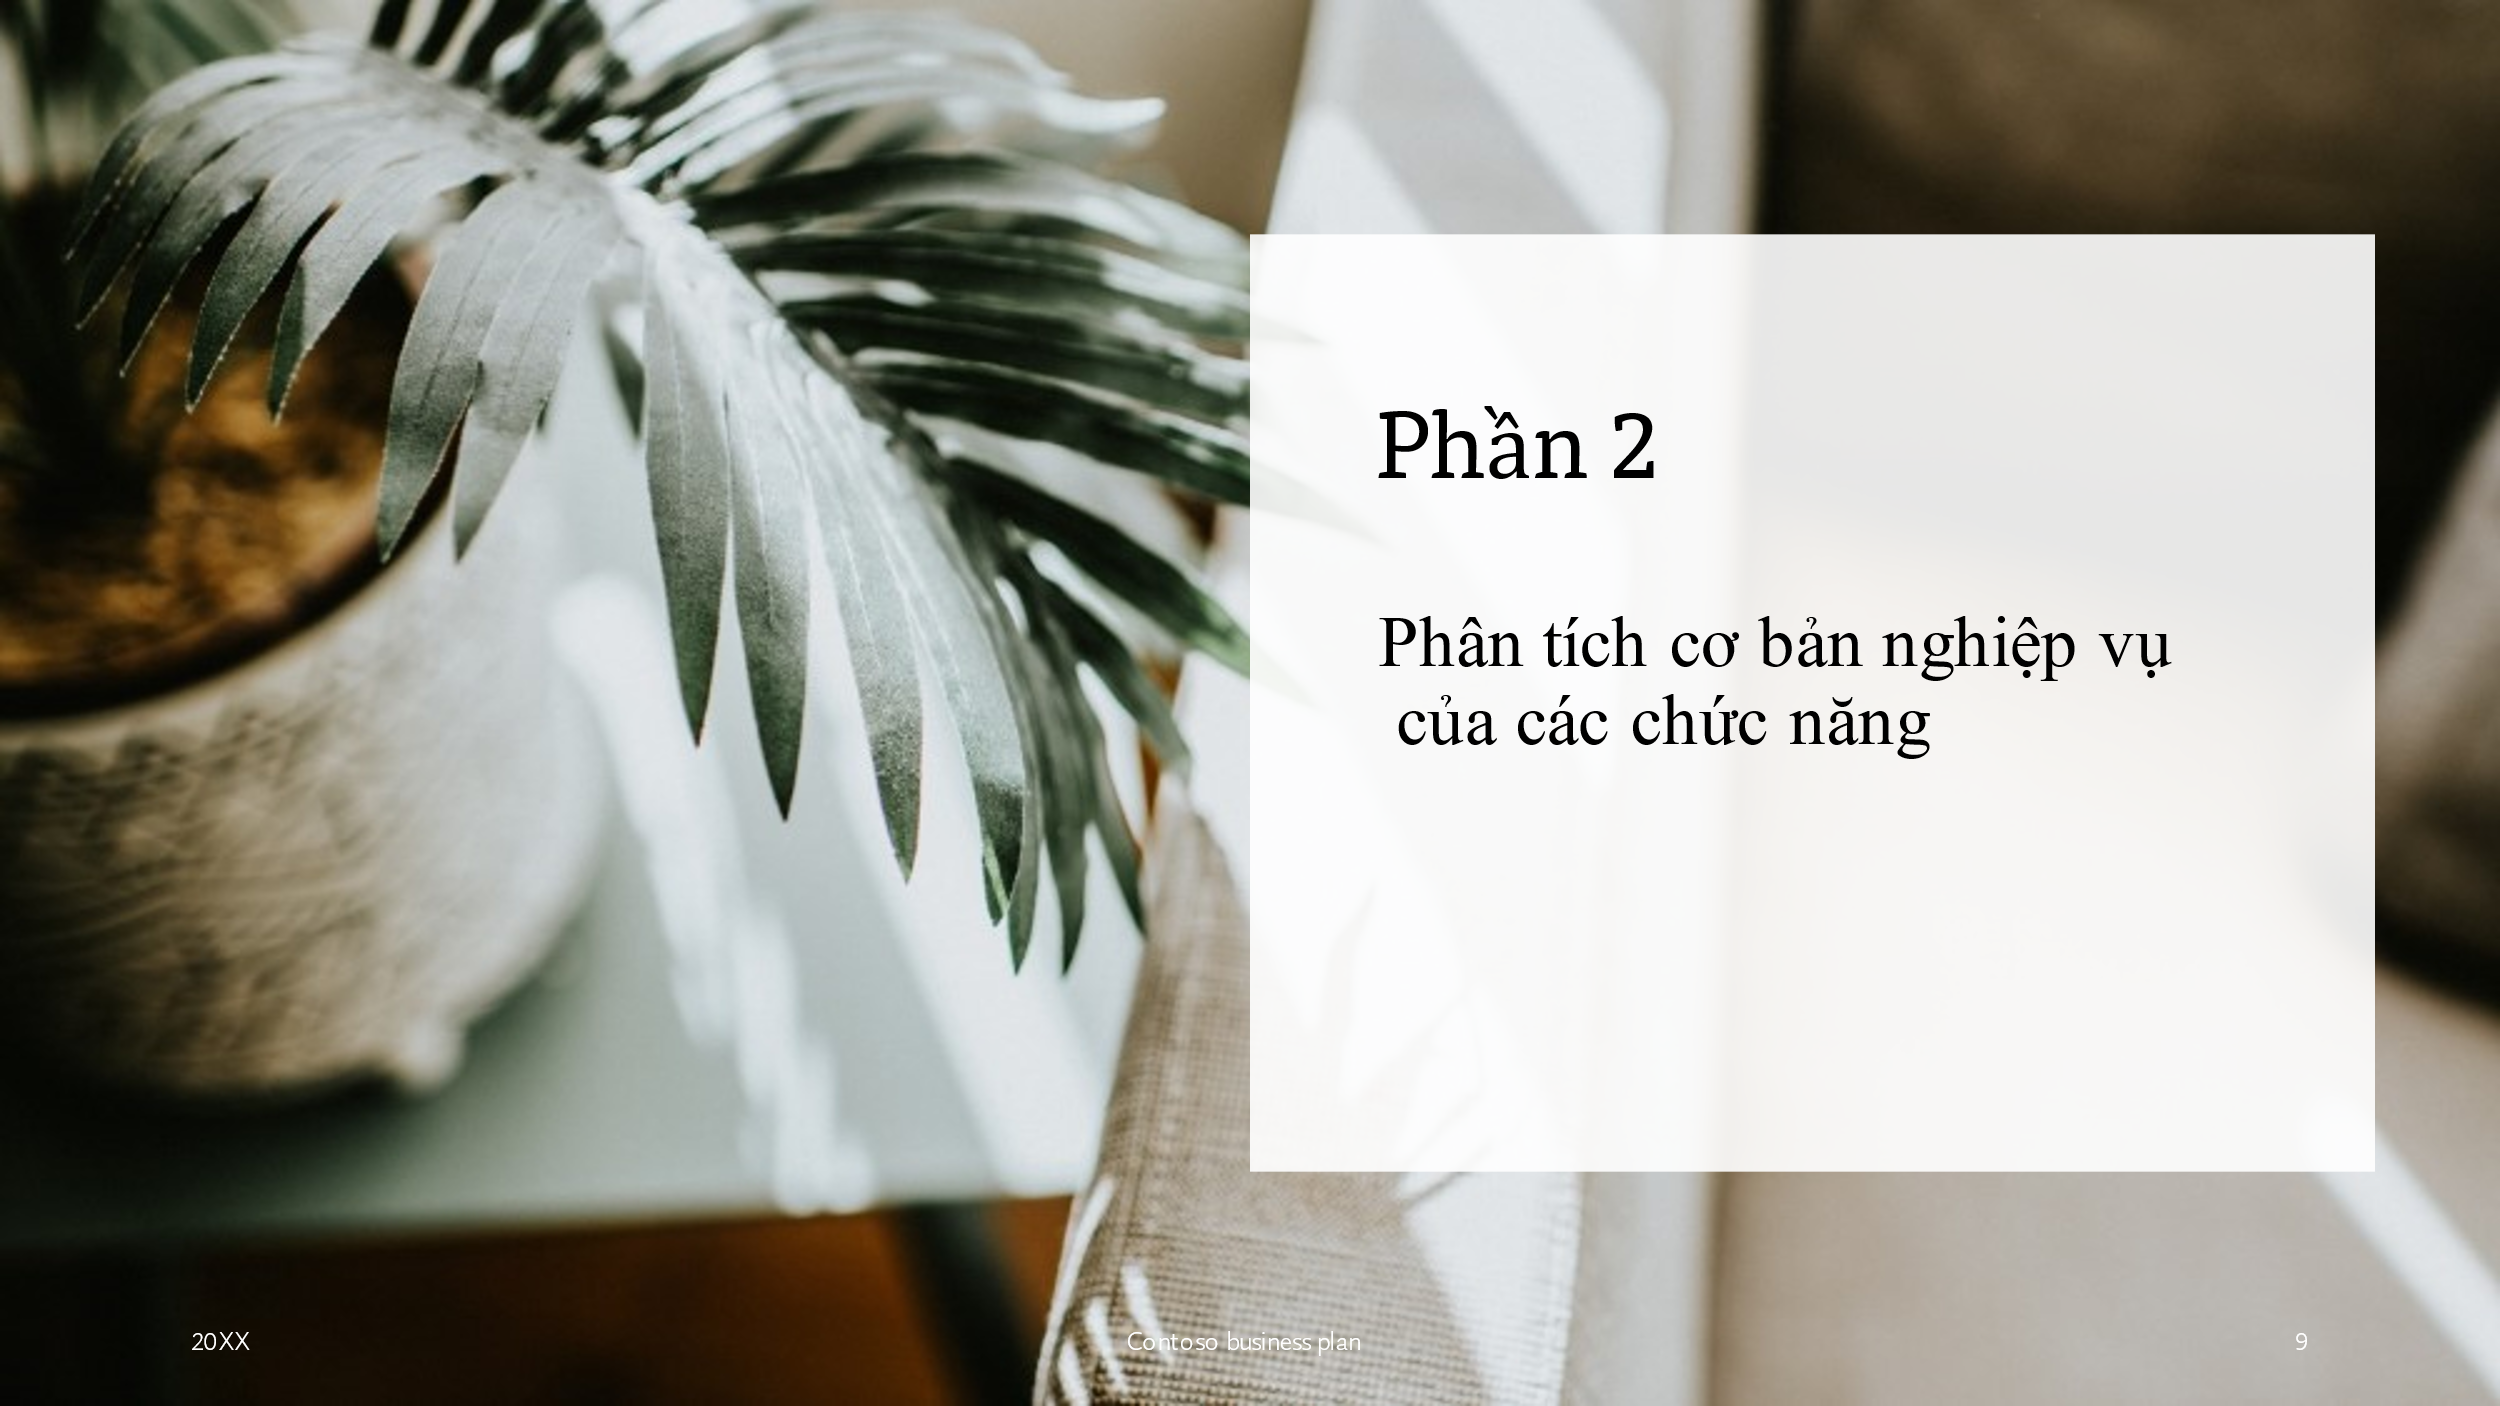 Phần 2
Phân tích cơ bản nghiệp vụ
của các chức năng
20XX
Contoso business plan
9